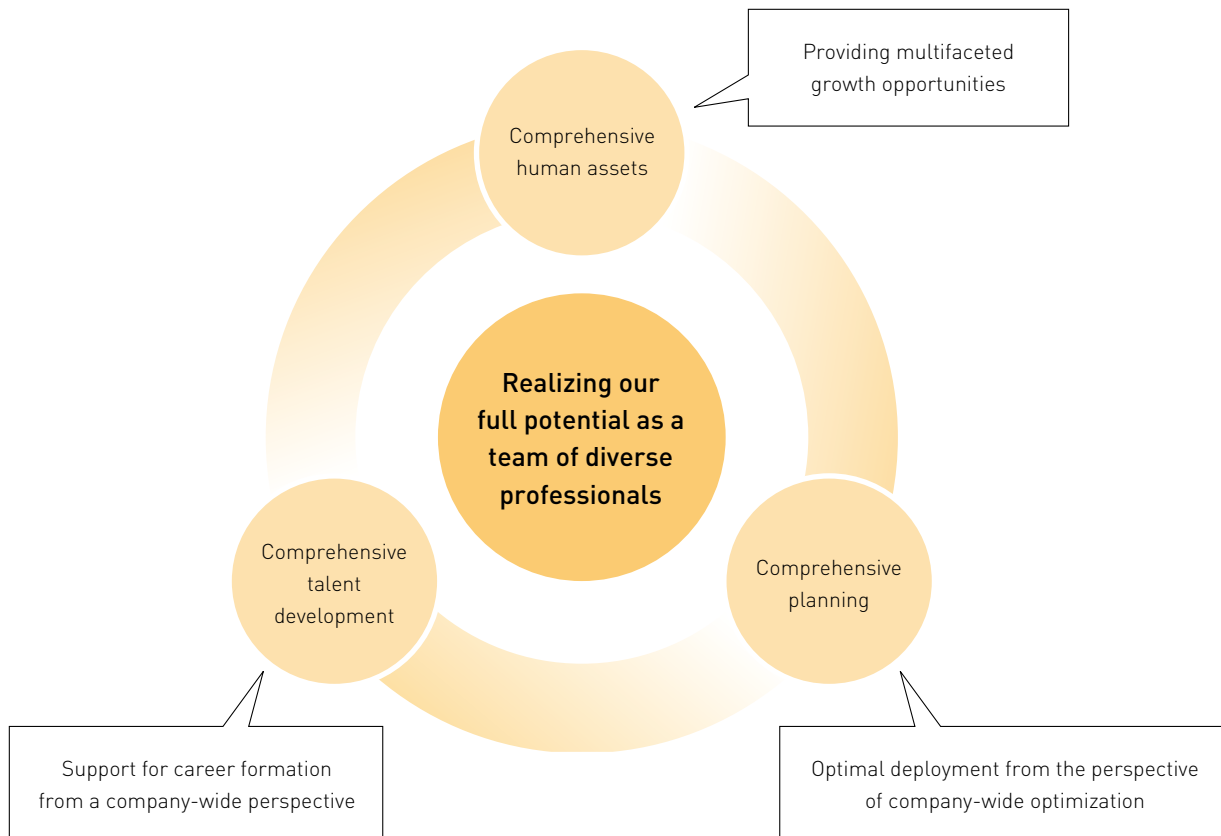 Providing multifaceted
growth opportunities
Comprehensive
human assets
Realizing our
full potential as a
team of diverse
professionals
Comprehensive
talent
development
Comprehensive
planning
Support for career formation
from a company-wide perspective
Optimal deployment from the perspective
of company-wide optimization